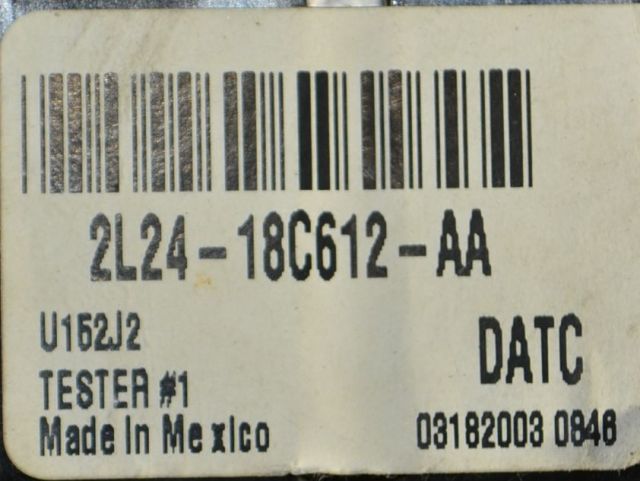 2L24-18C612-AA
U152J2
DATC
TESTER #1
Made In Mexico
03182003 0846